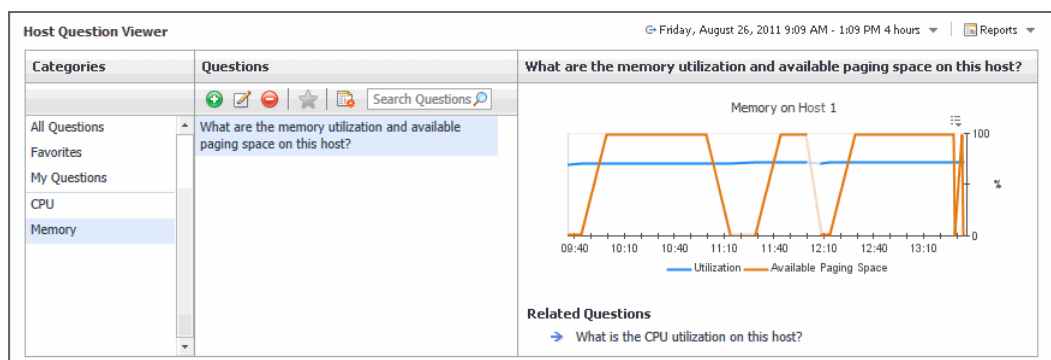 Host Question Viewer
Friday, August 26, 2011 9:09 AM - 1:09 PM 4 hours
Reports
Categories
Questions
What are the memory utilization and available paging space on this host?
Search Questions
All Questions
Favorites
My Questions
CPU
Memory
What are the memory utilization and available
paging space on this host?
Memory on Host 1
100
%
0
09:40 10:10 10:40 11:10 11:40 12:10 12:40 13:10
Utilization Available Paging Space
Related Questions
What is the CPU utilization on this host?